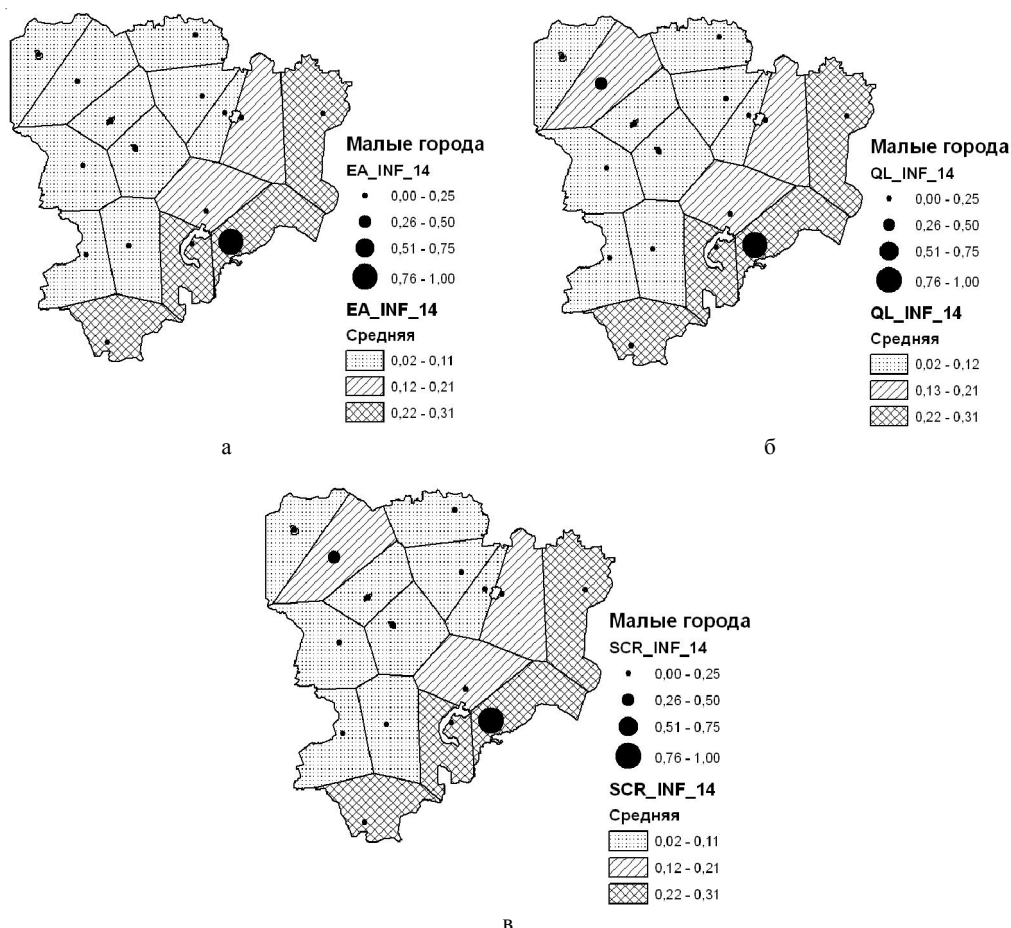 Малые города
EA_INF_14
0,00 - 0,25
0,26 - 0,50
0,51 - 0,75
0,76 - 1,00
EA_INF_14
Средняя
0,02 - 0,11
0,12 - 0,21
0,22 - 0,31
а
Малые города
QL_INF_14
0,00 - 0,25
0,26 - 0,50
0,51 - 0,75
0,76 - 1,00
QL_INF_14
Средняя
0,02 - 0,12
0,13 - 0,21
0,22 - 0,31
б
Малые города
SCR_INF_14
0,00 - 0,25
0,26 - 0,50
0,51 - 0,75
0,76 - 1,00
SCR_INF_14
Средняя
0,02 - 0,11
0,12 - 0,21
0,22 - 0,31
в